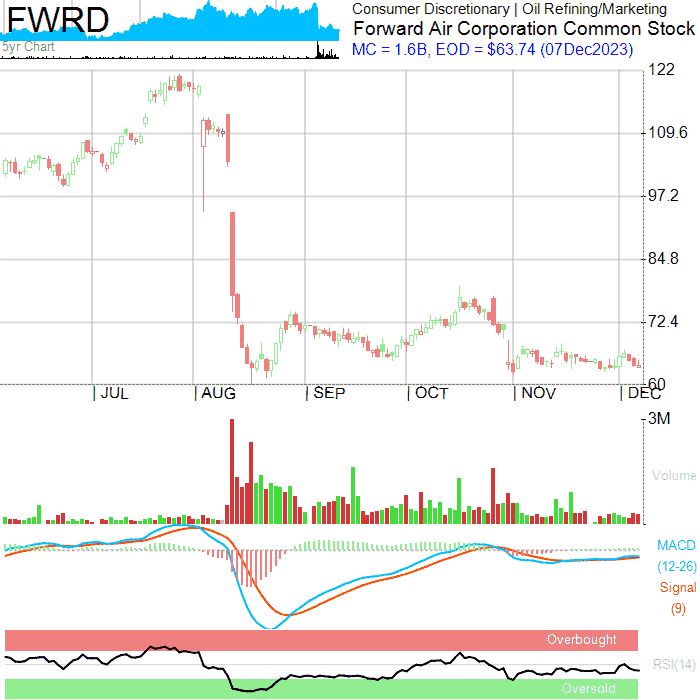 FWRD
5yr Chart
Consumer Discretionary | Oil Refining/Marketing
Forward Air Corporation Common Stock
MC = 1.6B, EOD = $63.74 (07Dec2023)
122
109.6
97.2
84.8
72.4
60
JUL AUG SEP OCT NOV DEC
3M
Volume
MACD
(12-26)
Signal
(9)
Overbought
RSI(14)
Oversold